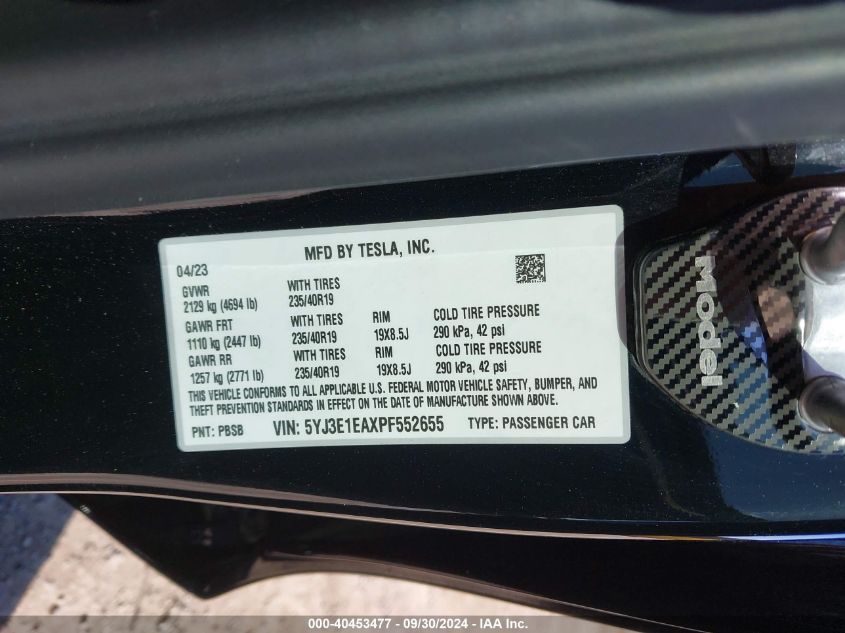 MFD BY TESLA, INC.
04/23
GVWR WITH TIRES
2129 kg (4694 lb) 235/40R19
GAWR FRT WITH TIRES RIM COLD TIRE PRESSURE
1110 kg (2447 lb) 235/40R19 19X8.5J 290 kPa, 42 psi
GAWR RR WITH TIRES RIM COLD TIRE PRESSURE
1257 kg (2771 lb) 235/40R19 19X8.5J 290 kPa, 42 psi
THIS VEHICLE CONFORMS TO ALL APPLICABLE U.S. FEDERAL MOTOR VEHICLE SAFETY, BUMPER, AND
THEFT PREVENTION STANDARDS IN EFFECT ON THE DATE OF MANUFACTURE SHOWN ABOVE.
PNT: PBSB VIN: 5YJ3E1EAXPF552655 TYPE: PASSENGER CAR
Model
000-40453477 - 09/30/2024 - IAA Inc.